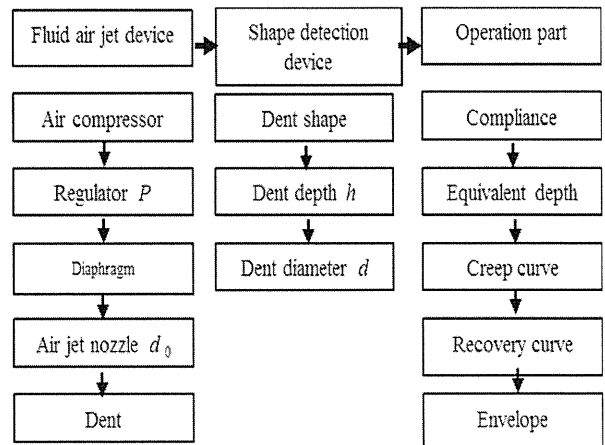 Fluid air jet device
Shape detection
device
Operation part
Air compressor
Regulator P
Diaphragm
Air jet nozzle d₀
Dent
Dent shape
Dent depth h
Dent diameter d
Compliance
Equivalent depth
Creep curve
Recovery curve
Envelope